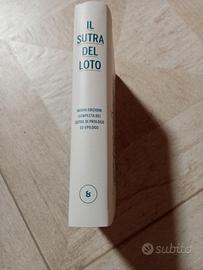 IL
SUTRA
DEL
LOTO
NUOVA EDIZIONE
COMPLETA DEI
SUTRA DI PROLOGO
ED EPILOGO
subito